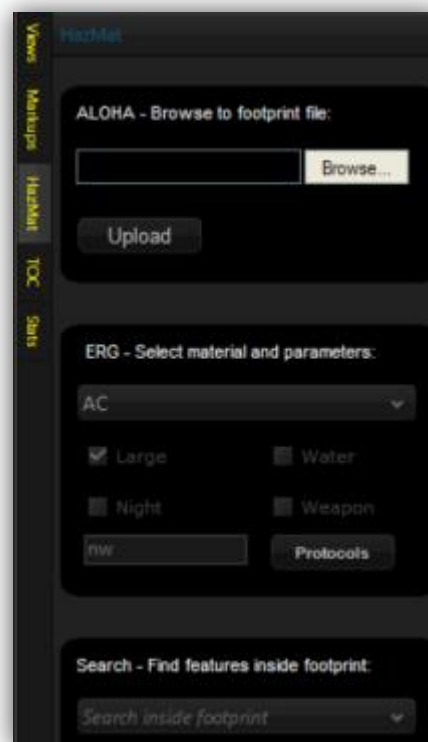 Views
Markups
HazMat
TOC
Stats
HazMat
ALOHA - Browse to footprint file:
Browse...
Upload
ERG - Select material and parameters:
AC
Large
Water
Night
Weapon
nw
Protocols
Search - Find features inside footprint:
Search inside footprint